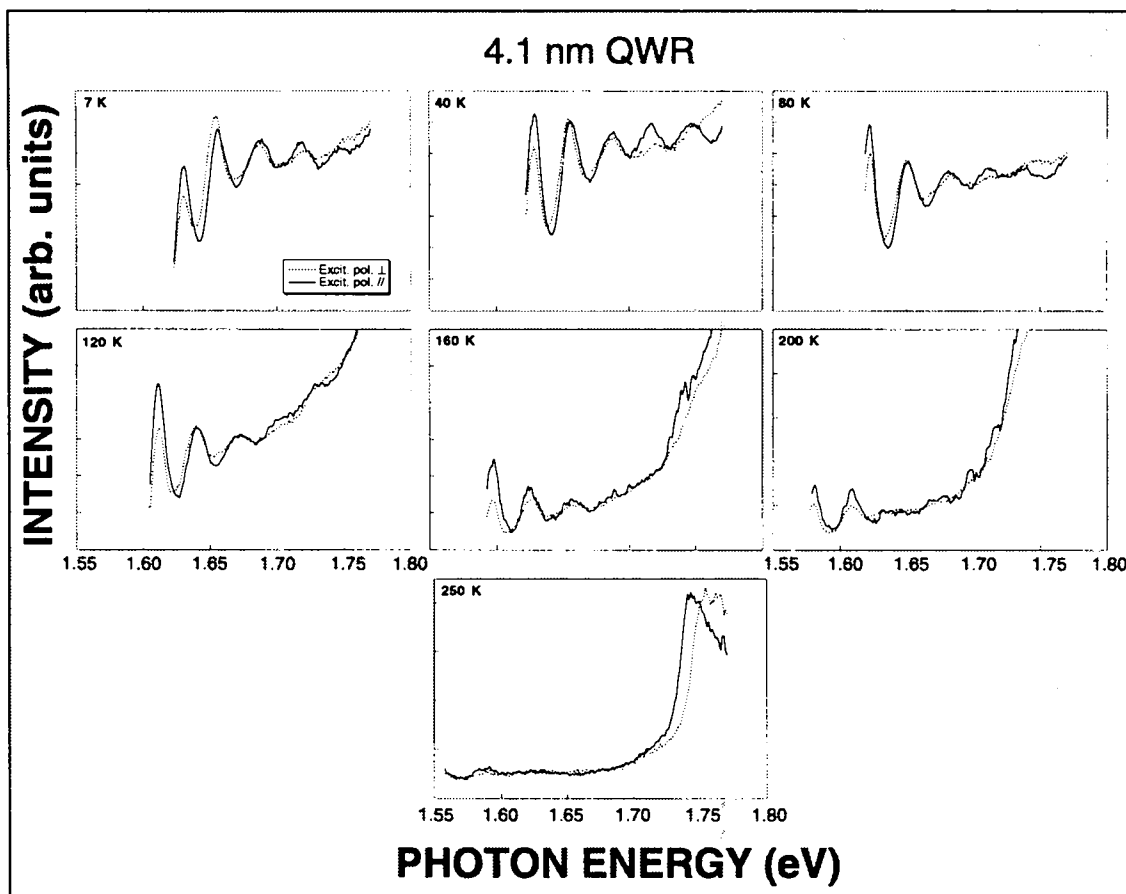 4.1 nm QWR
INTENSITY (arb. units)
7 K
40 K
80 K
Excit. pol. ⊥
Excit. pol. //
120 K
160 K
200 K
1.55 1.60 1.65 1.70 1.75 1.80
1.70
1.55 1.60 1.65 1.70 1.75 1.80
250 K
1.55 1.60 1.65 1.70 1.75 1.80
PHOTON ENERGY (eV)